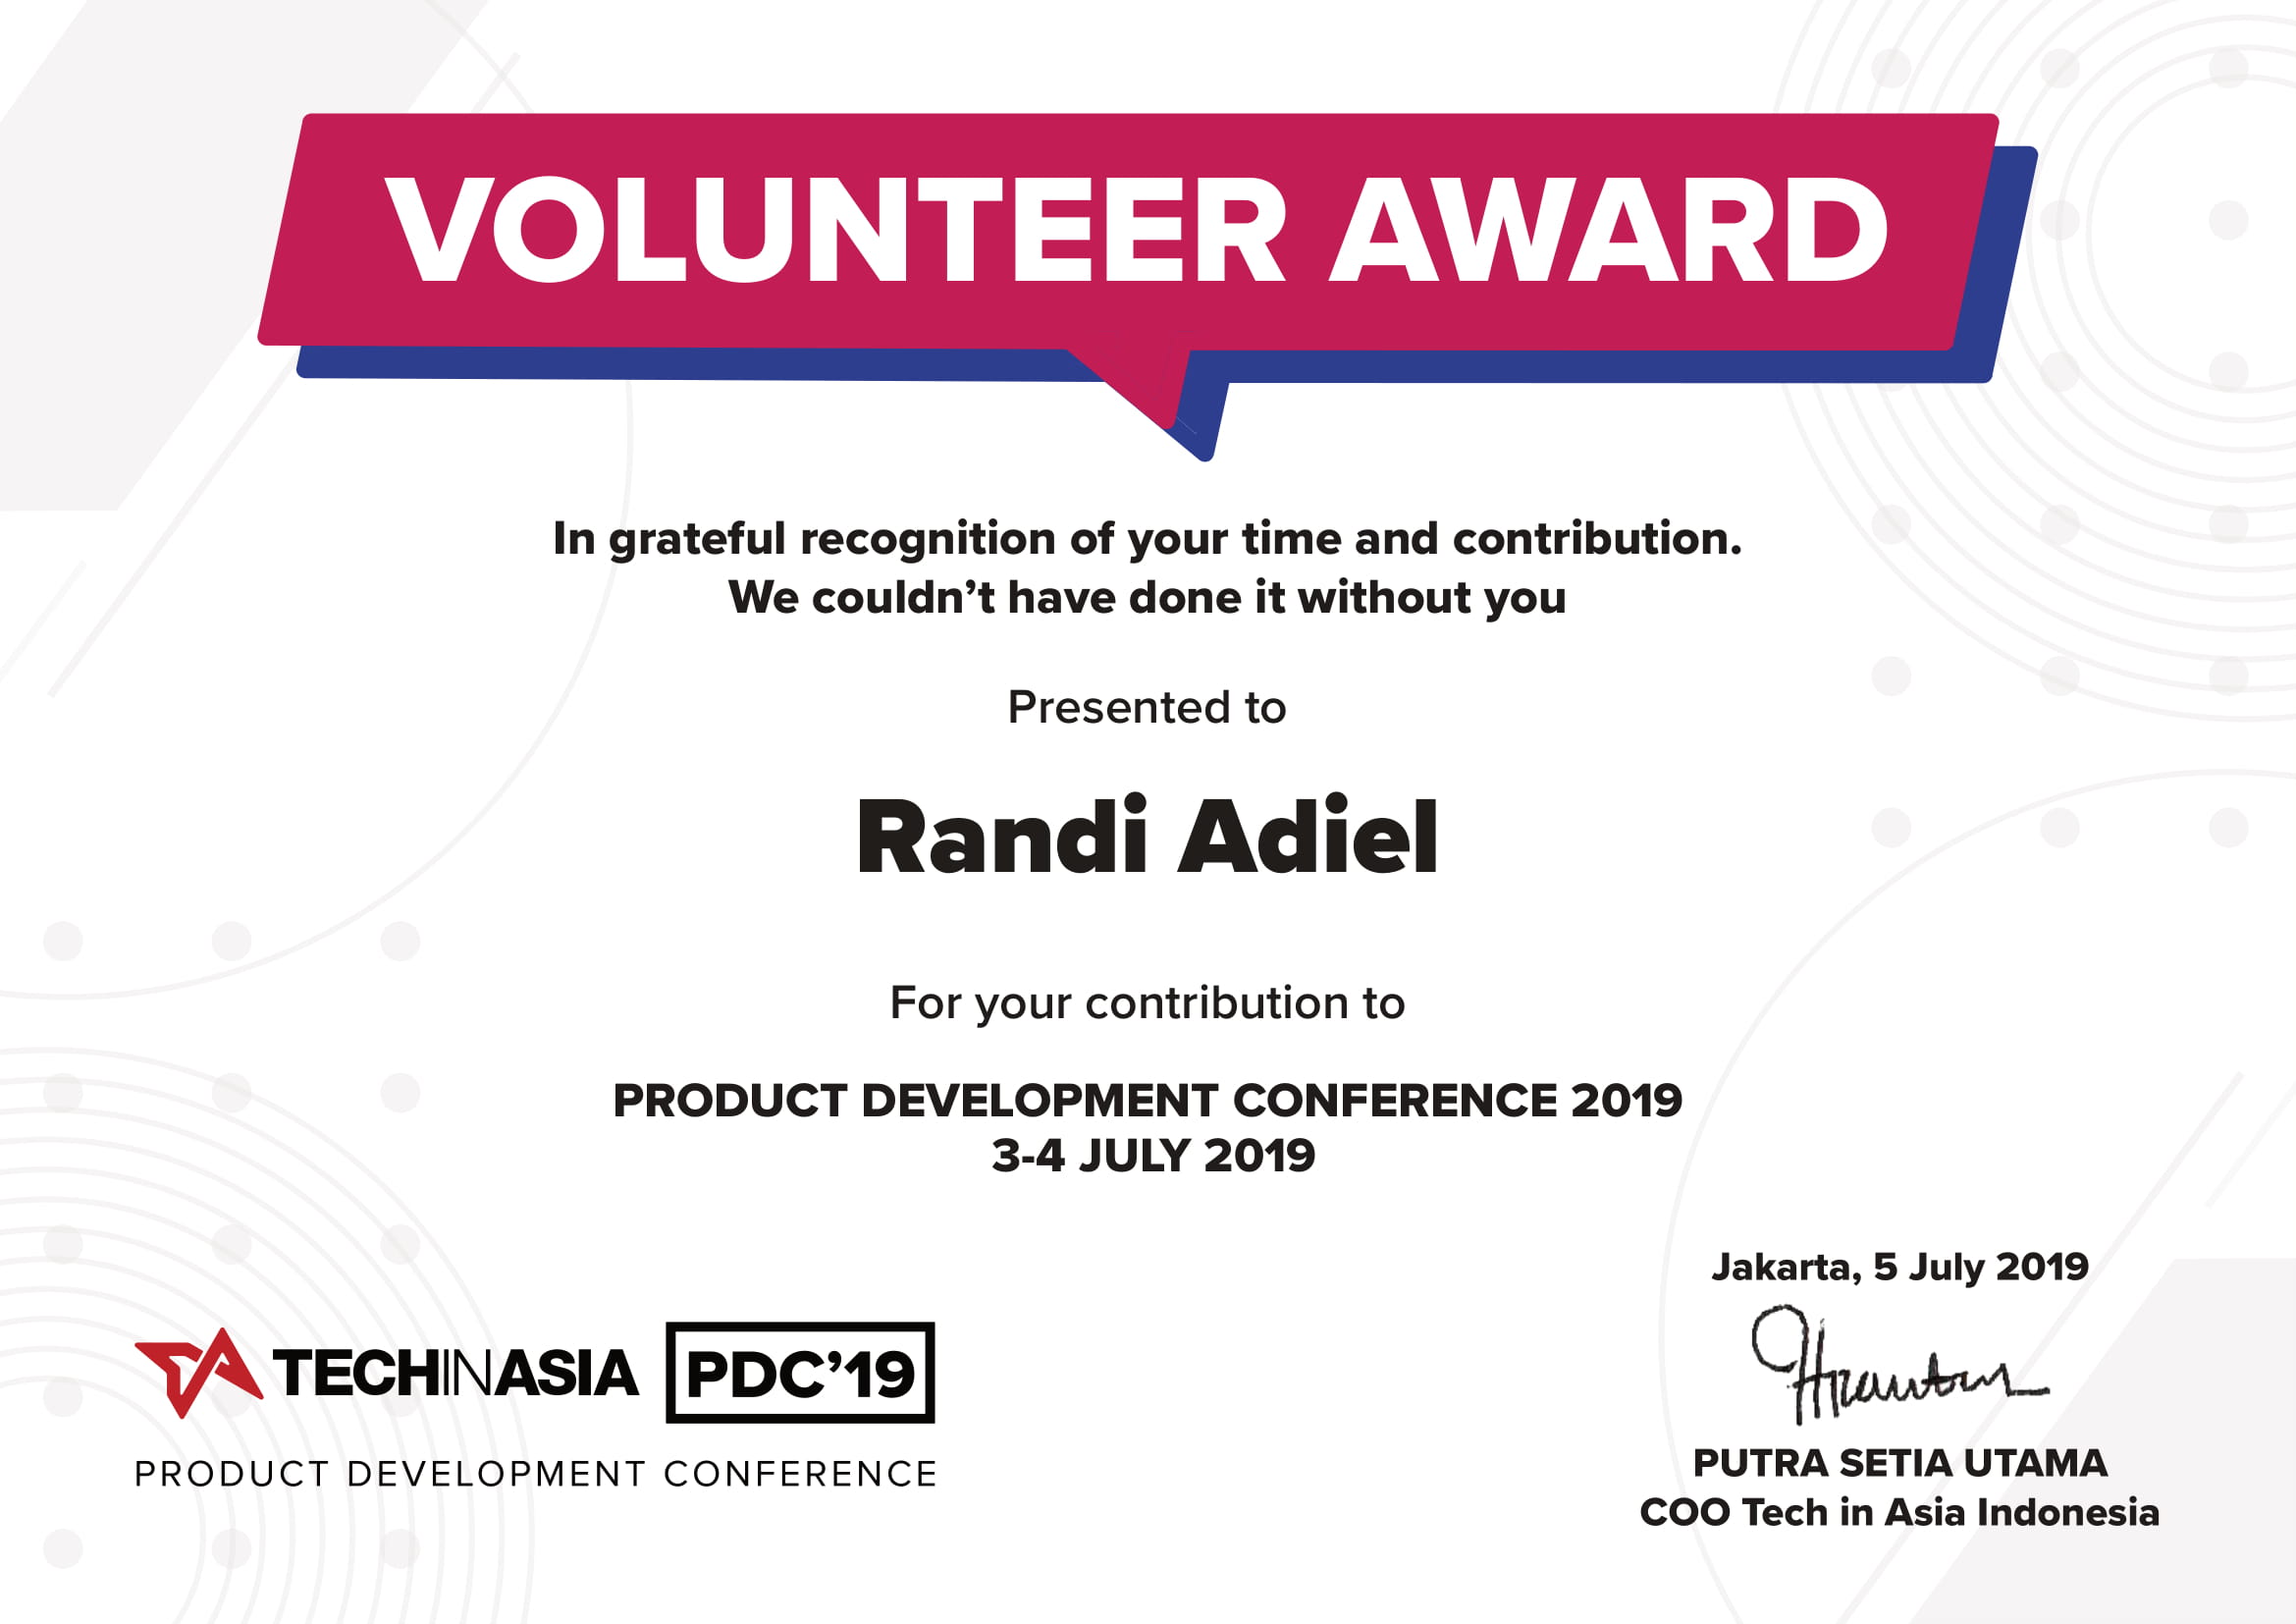 VOLUNTEER AWARD
In grateful recognition of your time and contribution.
We couldn’t have done it without you
Presented to
Randi Adiel
For your contribution to
PRODUCT DEVELOPMENT CONFERENCE 2019
3-4 JULY 2019
Jakarta, 5 July 2019
TECHINASIA PDC’19
PRODUCT DEVELOPMENT CONFERENCE
PUTRA SETIA UTAMA
COO Tech in Asia Indonesia